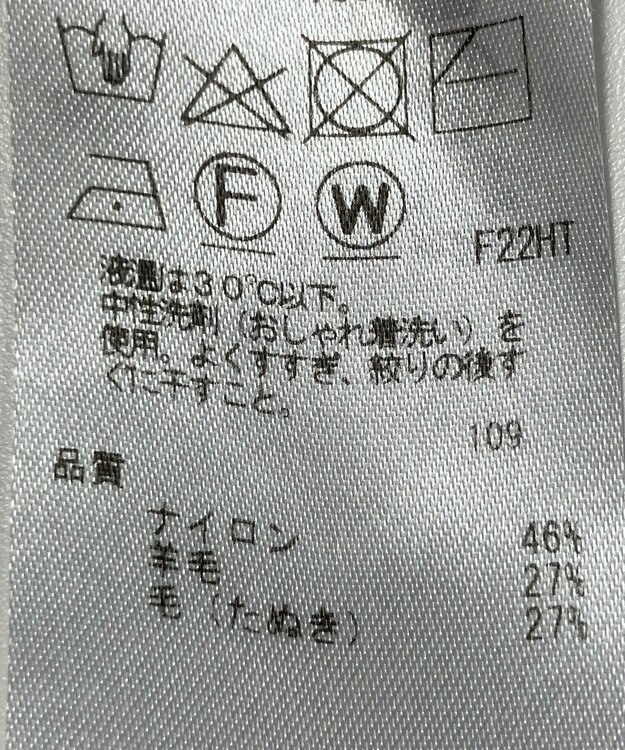 F
W
F22HT
液温は30℃以下。
中性洗剤(おしゃれ着洗い)を
使用。よくすすぎ、絞りの後す
ぐに干すこと。
109
品質
ナイロン 46%
羊毛 27%
毛(たぬき) 27%